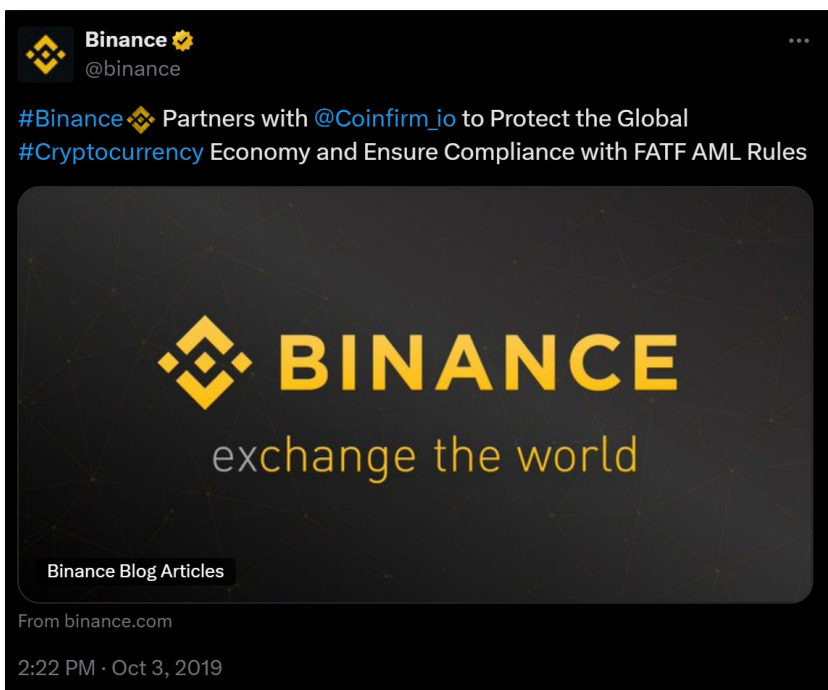 Binance
@binance
#Binance Partners with @Coinfirm_io to Protect the Global
#Cryptocurrency Economy and Ensure Compliance with FATF AML Rules
BINANCE
exchange the world
Binance Blog Articles
From binance.com
2:22 PM · Oct 3, 2019